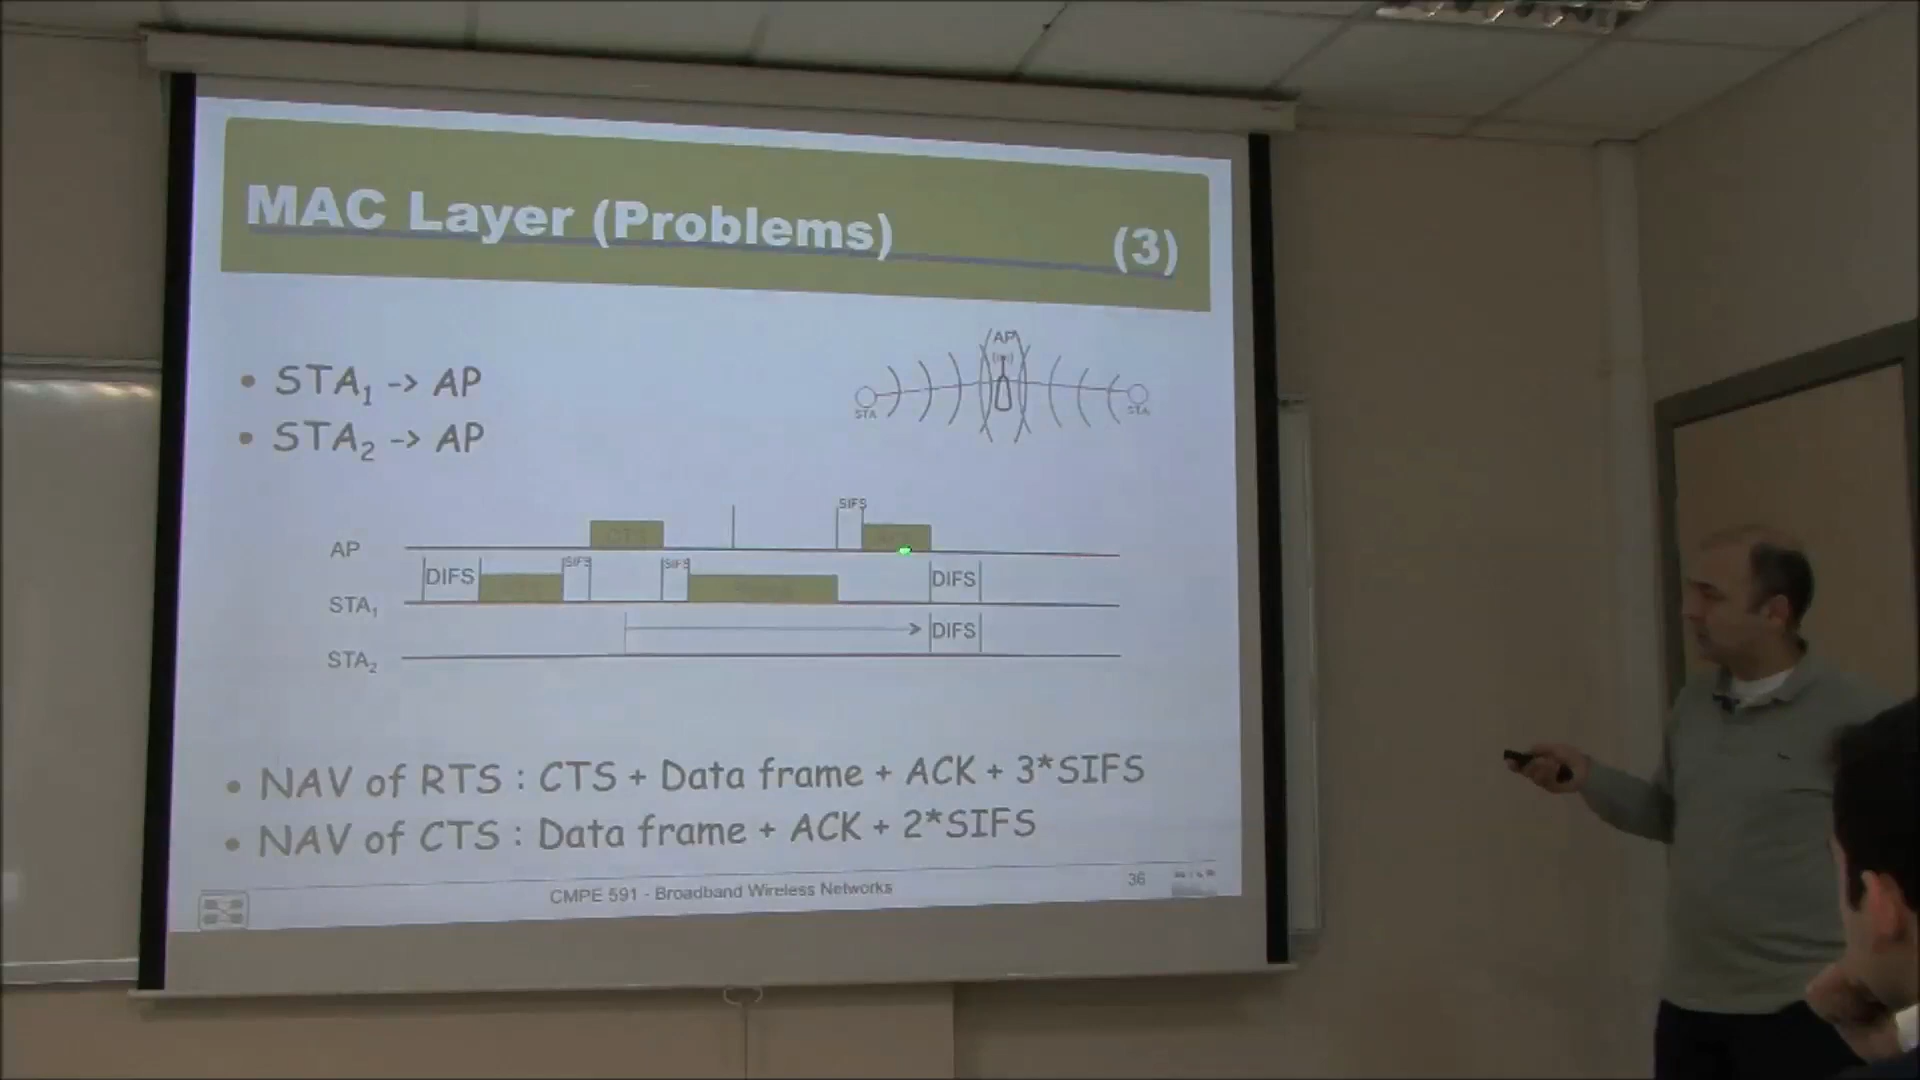 MAC Layer (Problems) (3)
• STA1 -> AP
• STA2 -> AP
AP
STA
STA
SIFS
AP
DIFS
SIFS
SIFS
DIFS
STA1
DIFS
STA2
• NAV of RTS : CTS + Data frame + ACK + 3*SIFS
• NAV of CTS : Data frame + ACK + 2*SIFS
CMPE 591 - Broadband Wireless Networks
36